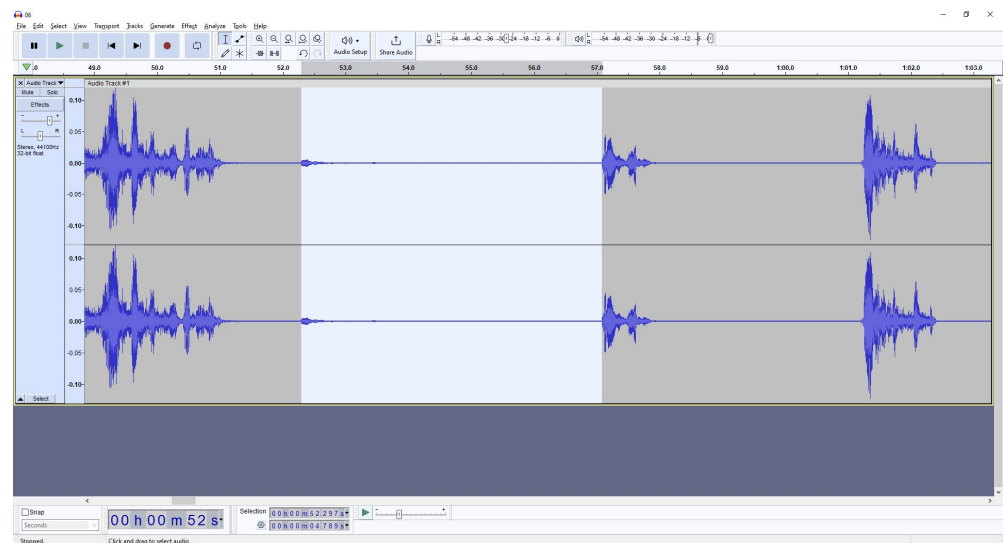 06
File Edit Select View Transport Tracks Generate Effect Analyze Tools Help
Audio Setup Share Audio
L R -54 -48 -42 -36 -30 -24 -18 -12 -6 0
L R -54 -48 -42 -36 -30 -24 -18 -12 -6 0
.0 49.0 50.0 51.0 52.0 53.0 54.0 55.0 56.0 57.0 58.0 59.0 1:00.0 1:01.0 1:02.0 1:03.0
Audio Track Audio Track #1
Mute Solo
Effects
- +
L R
Stereo, 44100Hz
32-bit float
0.10
0.05
0.00
-0.05
-0.10
0.10
0.05
0.00
-0.05
-0.10
Select
Snap
Seconds
00 h 00 m 52 s
Selection
00 h 00 m 52.297 s
00 h 00 m 04.789 s
Stopped. Click and drag to select audio